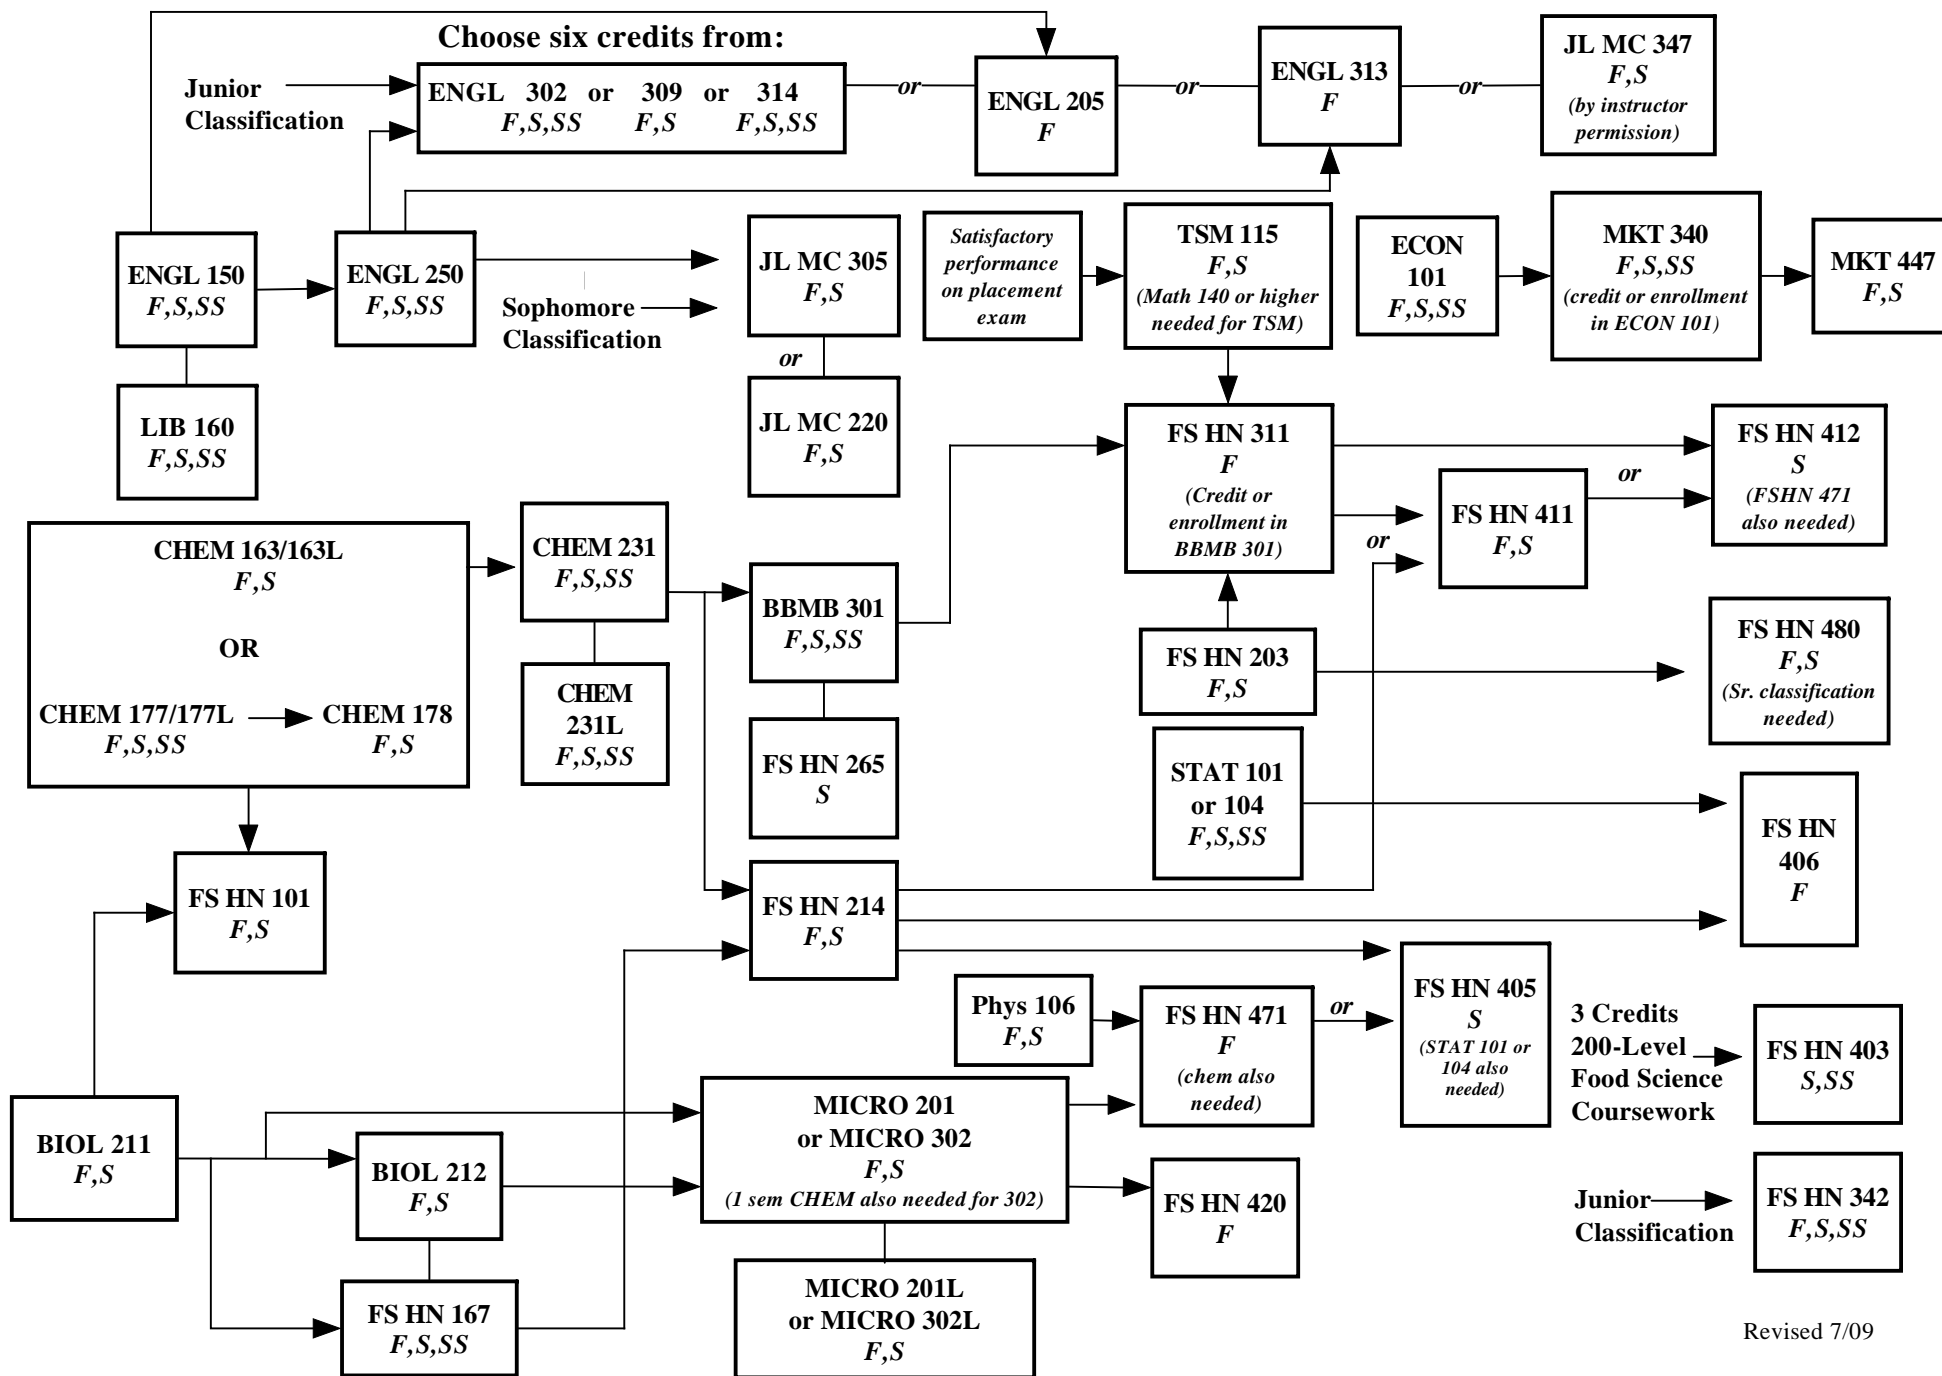 Choose six credits from:
Junior
Classification
ENGL 302 or 309 or 314
F,S,SS F,S F,S,SS
or
ENGL 205
F
or
ENGL 313
F
or
JL MC 347
F,S
(by instructor
permission)
ENGL 150
F,S,SS
ENGL 250
F,S,SS
Sophomore
Classification
JL MC 305
F,S
or
JL MC 220
F,S
Satisfactory
performance
on placement
exam
TSM 115
F,S
(Math 140 or higher
needed for TSM)
ECON
101
F,S,SS
MKT 340
F,S,SS
(credit or enrollment
in ECON 101)
MKT 447
F,S
LIB 160
F,S,SS
CHEM 163/163L
F,S
OR
CHEM 177/177L
F,S,SS
CHEM 178
F,S
CHEM 231
F,S,SS
CHEM
231L
F,S,SS
BBMB 301
F,S,SS
FS HN 265
S
FS HN 311
F
(Credit or
enrollment in
BBMB 301)
or
FS HN 411
F,S
or
FS HN 412
S
(FSHN 471
also needed)
FS HN 203
F,S
FS HN 480
F,S
(Sr. classification
needed)
STAT 101
or 104
F,S,SS
FS HN
406
F
FS HN 101
F,S
FS HN 214
F,S
Phys 106
F,S
FS HN 471
F
(chem also
needed)
or
FS HN 405
S
(STAT 101 or
104 also
needed)
3 Credits
200-Level
Food Science
Coursework
FS HN 403
S,SS
BIOL 211
F,S
BIOL 212
F,S
MICRO 201
or MICRO 302
F,S
(1 sem CHEM also needed for 302)
FS HN 420
F
Junior
Classification
FS HN 342
F,S,SS
FS HN 167
F,S,SS
MICRO 201L
or MICRO 302L
F,S
Revised 7/09